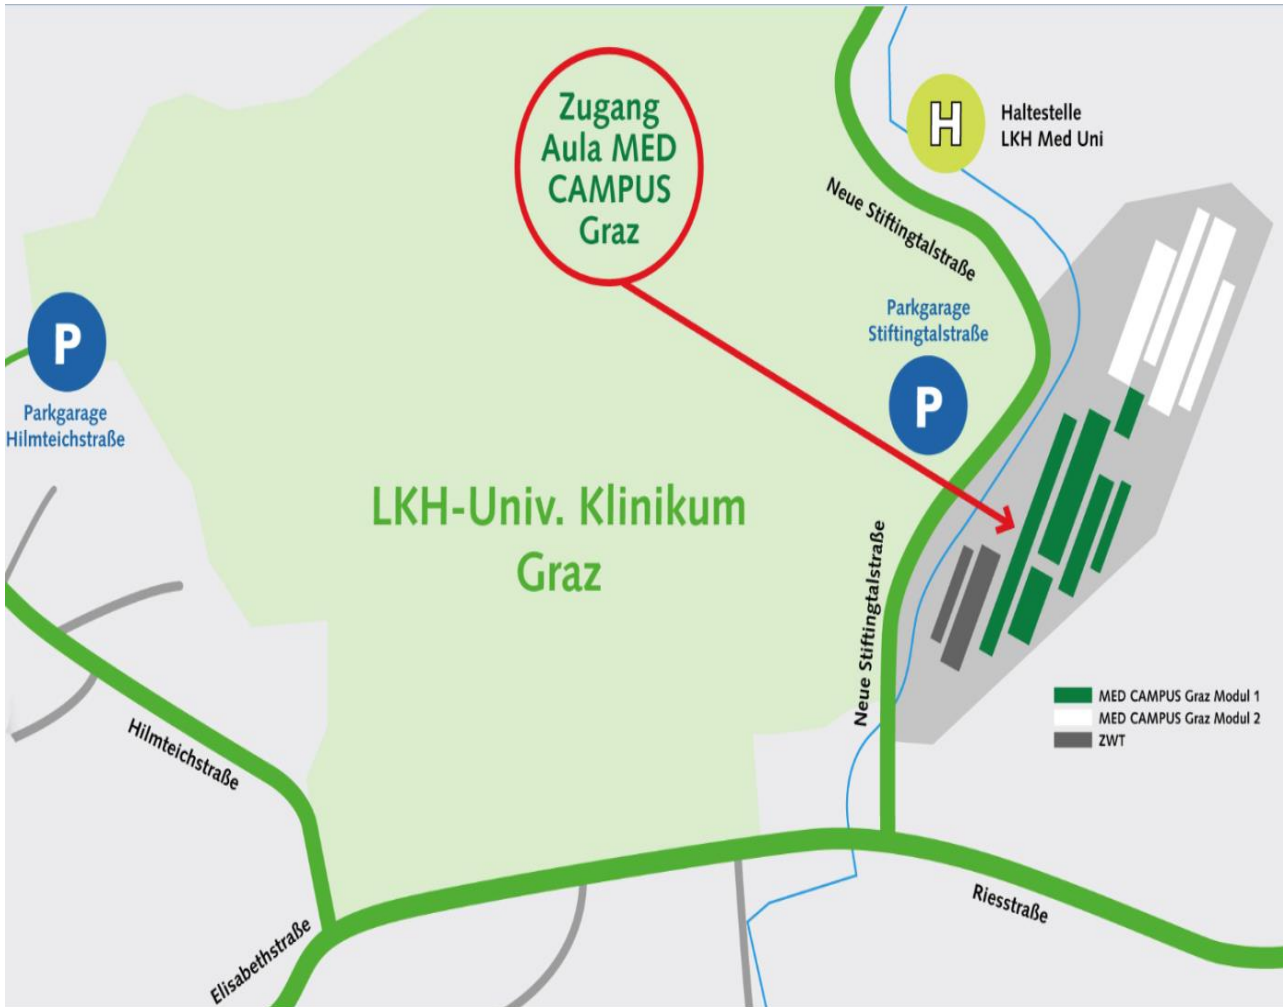 Zugang
Aula MED
CAMPUS
Graz
H
Haltestelle
LKH Med Uni
Neue Stiftingtalstraße
Parkgarage
Stiftingtalstraße
P
P
Parkgarage
Hilmteichstraße
LKH-Univ. Klinikum
Graz
Neue Stiftingtalstraße
MED CAMPUS Graz Modul 1
MED CAMPUS Graz Modul 2
ZWT
Hilmteichstraße
Riesstraße
Elisabethstraße